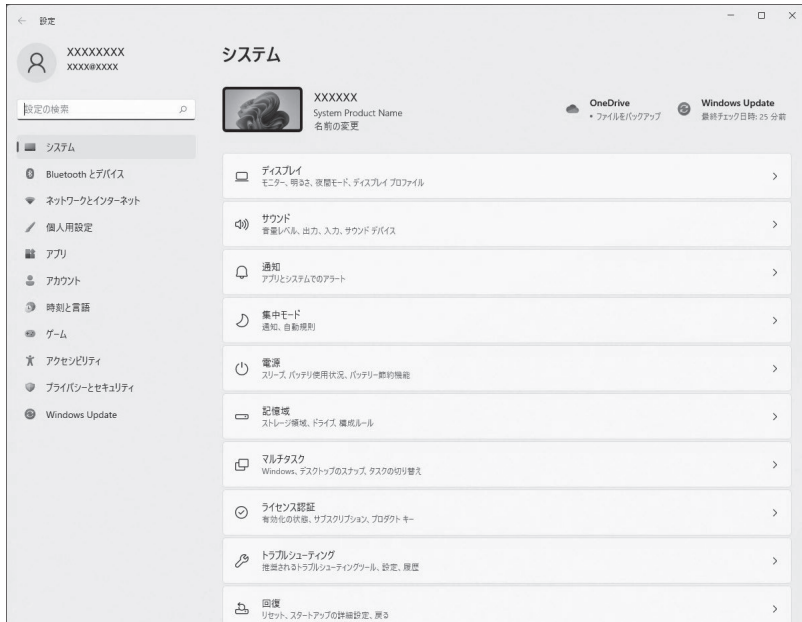 ← 設定
XXXXXXXX
XXXX@XXXX
設定の検索
システム
Bluetooth とデバイス
ネットワークとインターネット
個人用設定
アプリ
アカウント
時刻と言語
ゲーム
アクセシビリティ
プライバシーとセキュリティ
Windows Update
システム
XXXXXX
System Product Name
名前の変更
OneDrive
• ファイルをバックアップ
Windows Update
最終チェック日時: 25 分前
ディスプレイ
モニター、明るさ、夜間モード、ディスプレイ プロファイル
サウンド
音量レベル、出力、入力、サウンド デバイス
通知
アプリとシステムでのアラート
集中モード
通知、自動規則
電源
スリープ、バッテリ使用状況、バッテリー節約機能
記憶域
ストレージ領域、ドライブ、構成ルール
マルチタスク
Windows、デスクトップのスナップ、タスクの切り替え
ライセンス認証
有効化の状態、サブスクリプション、プロダクト キー
トラブルシューティング
推奨されるトラブルシューティングツール、設定、履歴
回復
リセット、スタートアップの詳細設定、戻る